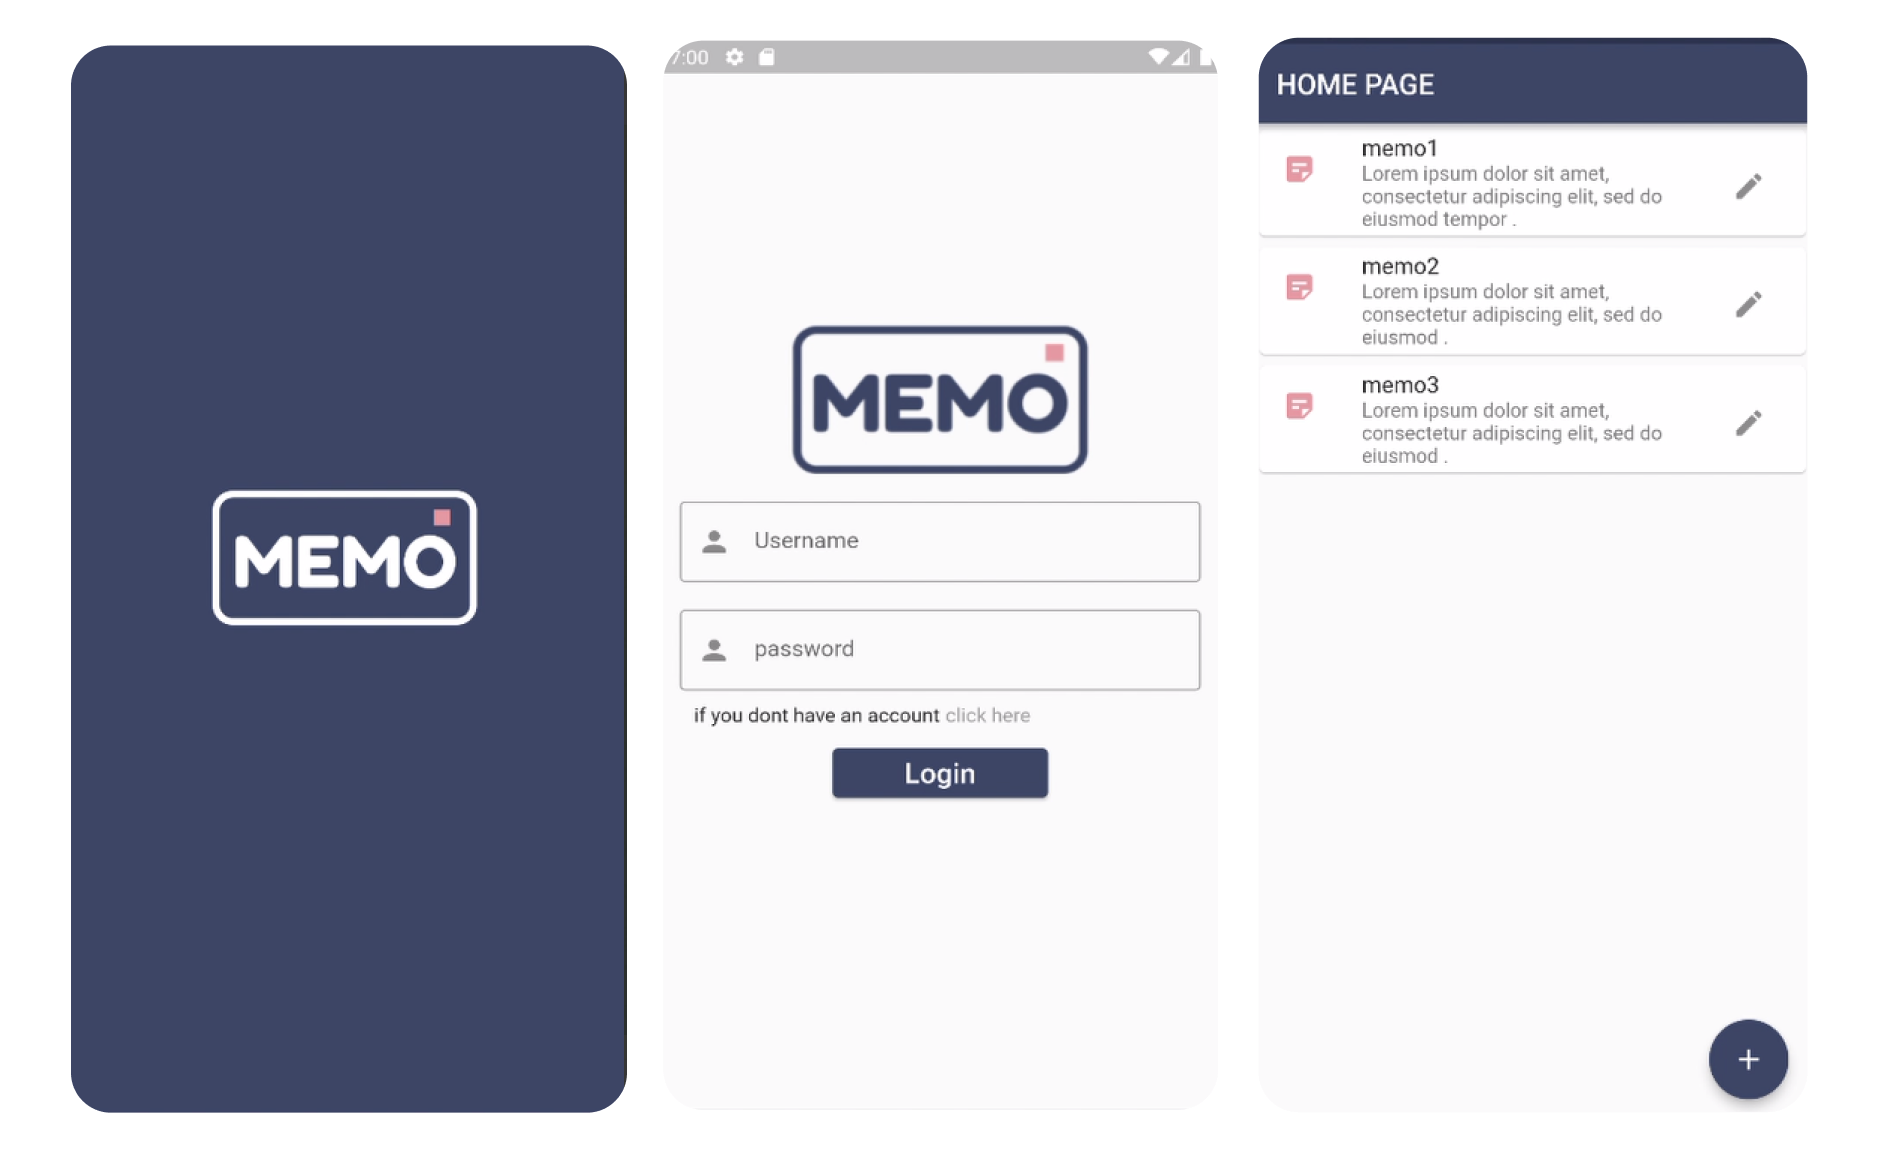 MEMO
7:00
MEMO
Username
password
if you dont have an account click here
Login
HOME PAGE
memo1
Lorem ipsum dolor sit amet,
consectetur adipiscing elit, sed do
eiusmod tempor .
memo2
Lorem ipsum dolor sit amet,
consectetur adipiscing elit, sed do
eiusmod .
memo3
Lorem ipsum dolor sit amet,
consectetur adipiscing elit, sed do
eiusmod .